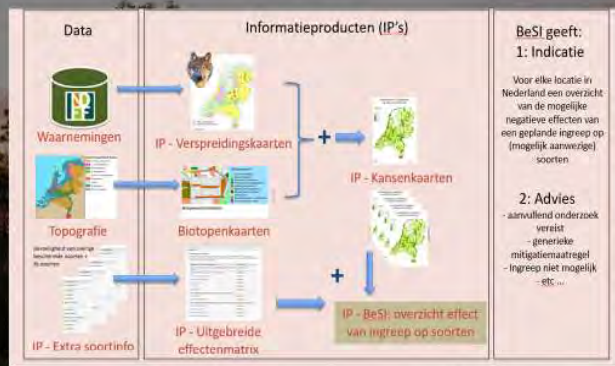 Data
Waarnemingen
Topografie
IP - Extra soortinfo
Informatieproducten (IP's)
IP - Verspreidingskaarten
Biotopenkaarten
IP - Uitgebreide
effectenmatrix
+
IP - Kansenkaarten
+
IP - BeSI: overzicht effect
van ingreep op soorten
BeSI geeft:
1: Indicatie
Voor elke locatie in
Nederland een overzicht
van de mogelijke
negatieve effecten van
een geplande ingreep op
(mogelijk aanwezige)
soorten
2: Advies
- aanvullend onderzoek
vereist
- generieke
mitigatiemaatregel
- Ingreep niet mogelijk
- etc ...